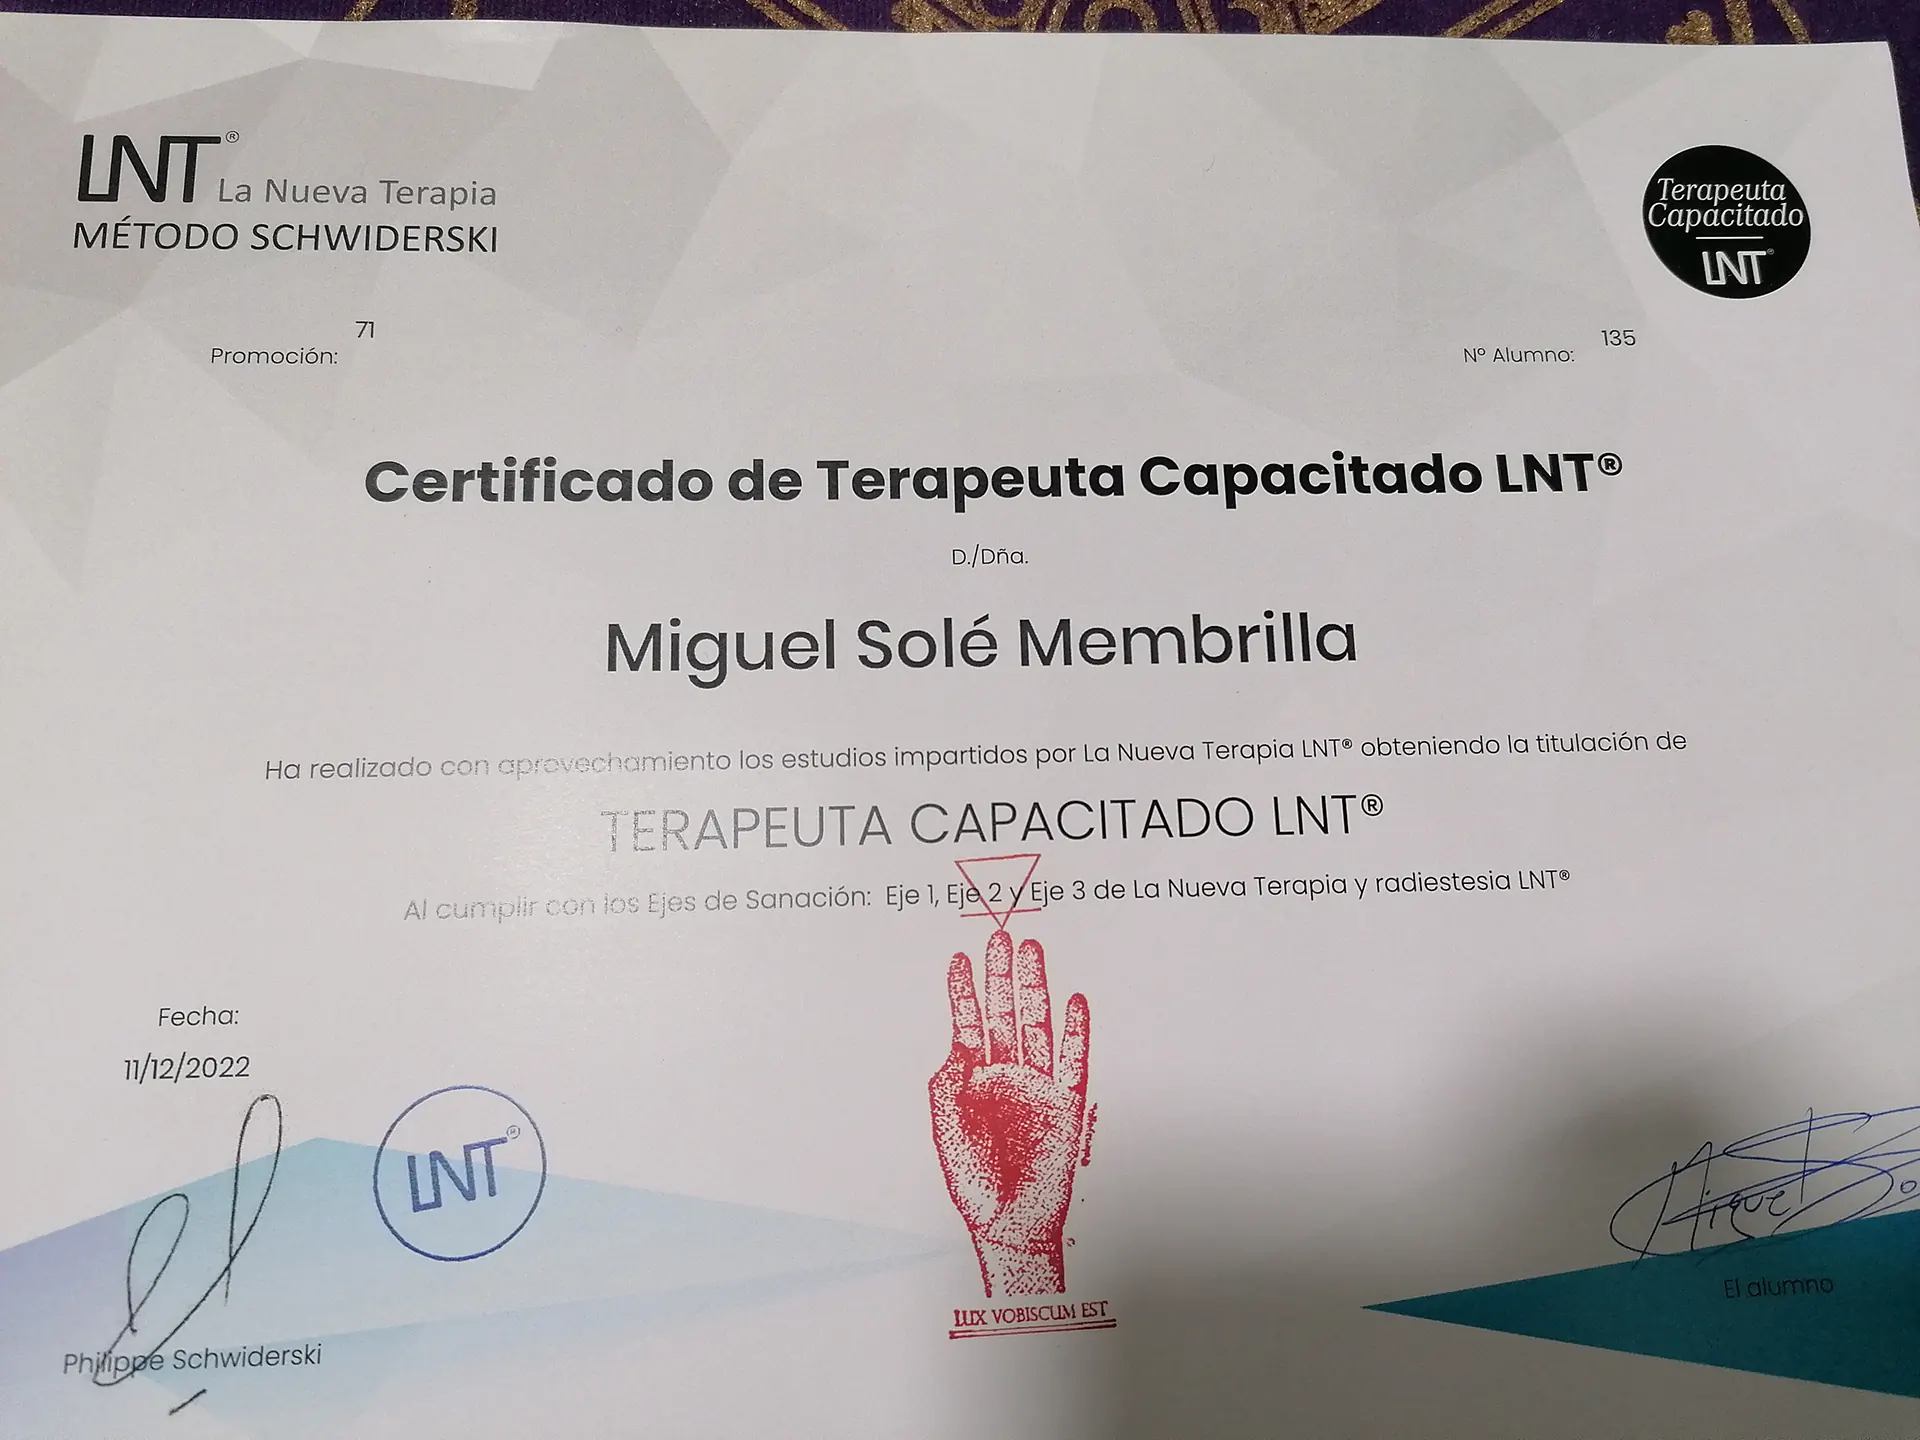 LNT® La Nueva Terapia
MÉTODO SCHWIDERSKI
Terapeuta
Capacitado
LNT®
Promoción: 71
Nº Alumno: 135
Certificado de Terapeuta Capacitado LNT®
D./Dña.
Miguel Solé Membrilla
Ha realizado con aprovechamiento los estudios impartidos por La Nueva Terapia LNT® obteniendo la titulación de
TERAPEUTA CAPACITADO LNT®
Al cumplir con los Ejes de Sanación: Eje 1, Eje 2 y Eje 3 de La Nueva Terapia y radiestesia LNT®
Fecha:
11/12/2022
LNT®
Philippe Schwiderski
LUX VOBISCUM EST
Miguel
El alumno